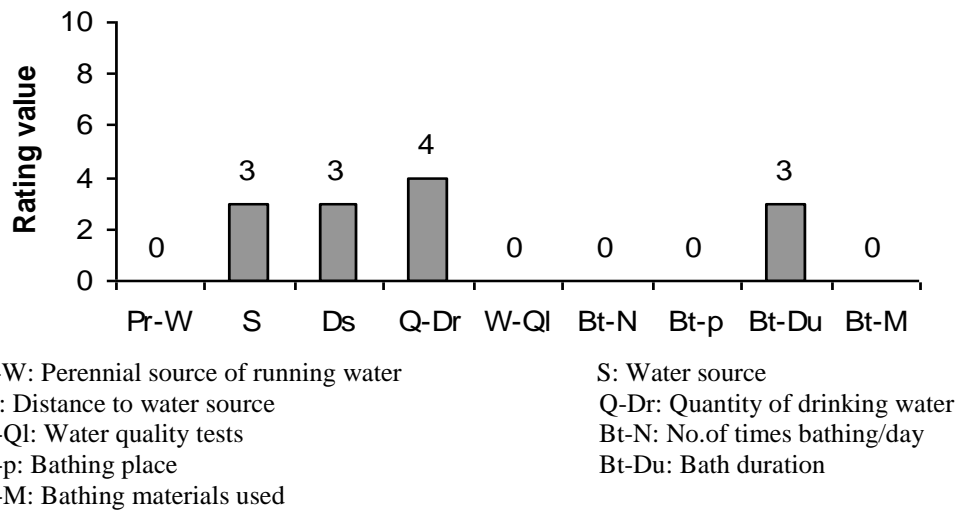 Rating value
10
8
6
4
2
0
0 3 3 4 0 0 0 3 0
Pr-W S Ds Q-Dr W-Ql Bt-N Bt-p Bt-Du Bt-M
-W: Perennial source of running water S: Water source
: Distance to water source Q-Dr: Quantity of drinking water
-Ql: Water quality tests Bt-N: No.of times bathing/day
-p: Bathing place Bt-Du: Bath duration
-M: Bathing materials used